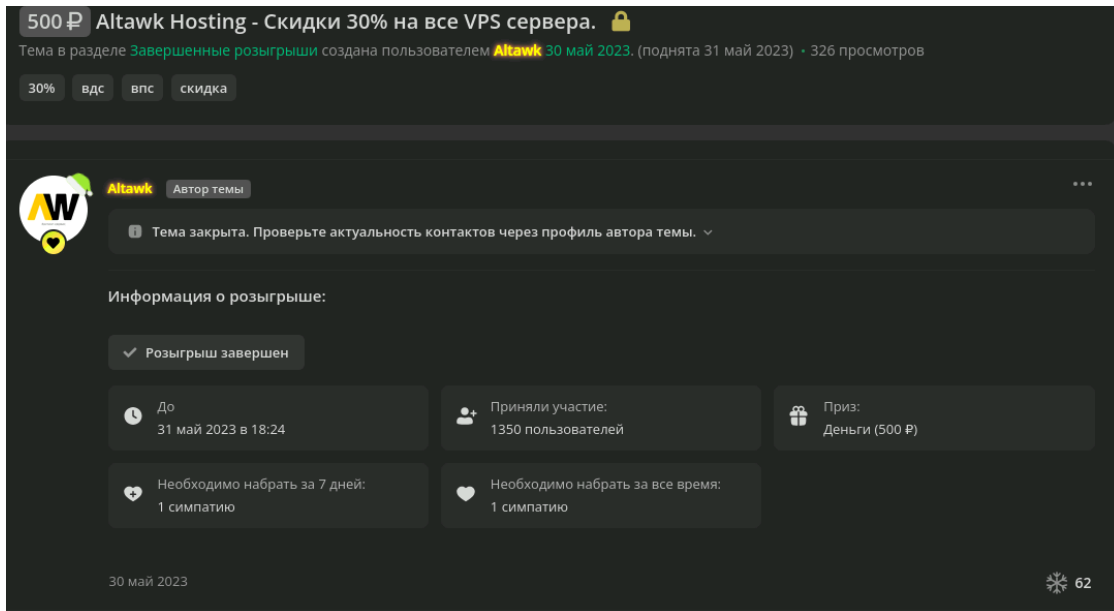 500 ₽ Altawk Hosting - Скидки 30% на все VPS сервера.
Тема в разделе Завершенные розыгрыши создана пользователем Altawk 30 май 2023. (поднята 31 май 2023) • 326 просмотров
30% вдс впс скидка
Altawk Автор темы
ΛW
Тема закрыта. Проверьте актуальность контактов через профиль автора темы.
Информация о розыгрыше:
Розыгрыш завершен
До
31 май 2023 в 18:24
Приняли участие:
1350 пользователей
Приз:
Деньги (500 ₽)
Необходимо набрать за 7 дней:
1 симпатию
Необходимо набрать за все время:
1 симпатию
30 май 2023
62